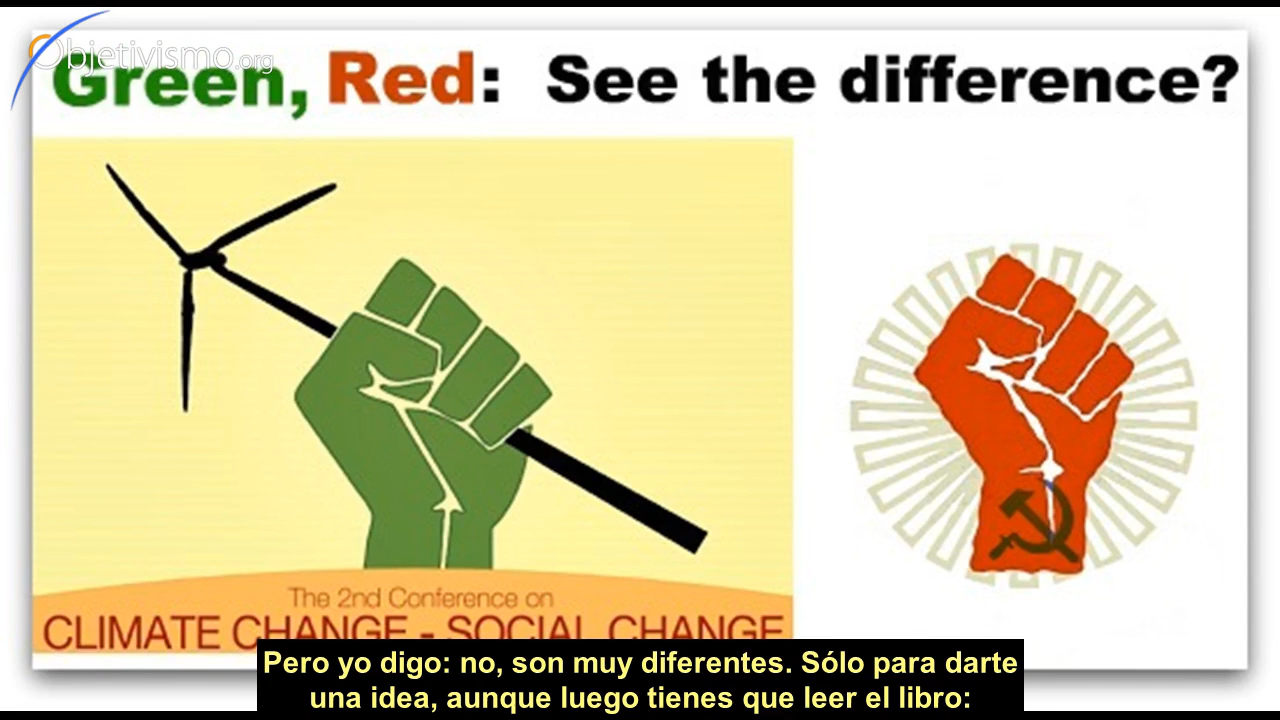 Objetivismo.org
Green, Red: See the difference?
The 2nd Conference on
CLIMATE CHANGE - SOCIAL CHANGE
Pero yo digo: no, son muy diferentes. Sólo para darte
una idea, aunque luego tienes que leer el libro: